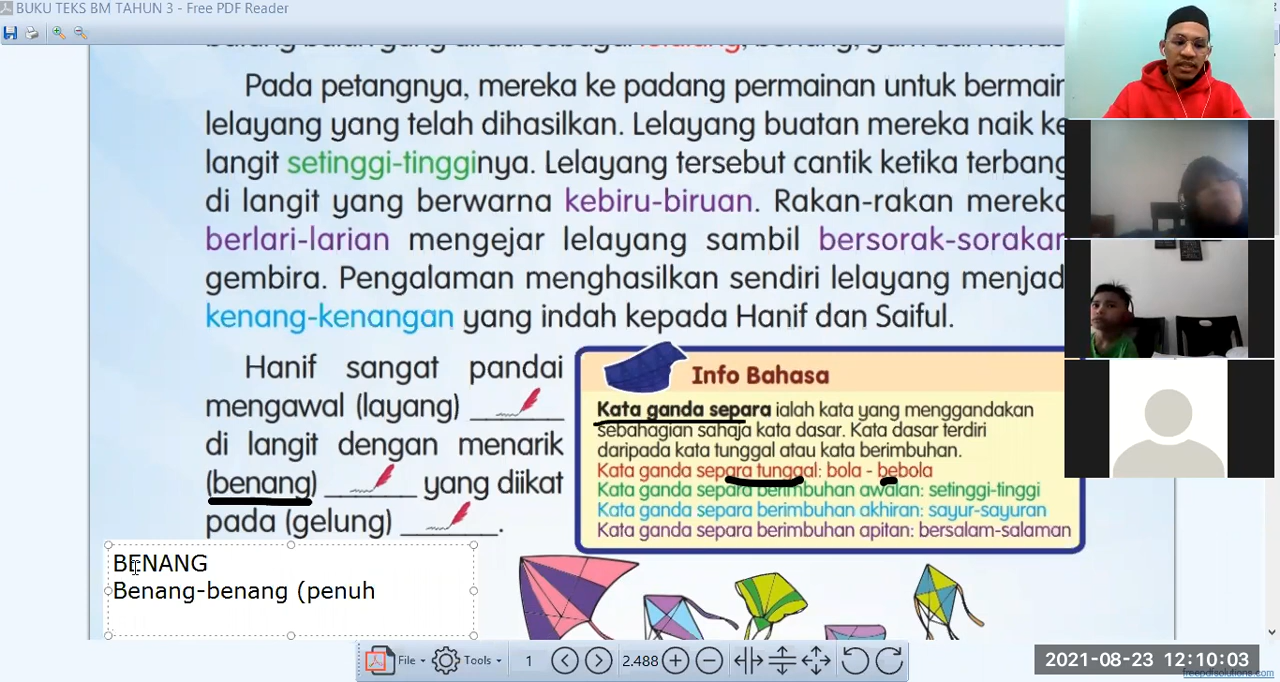 BUKU TEKS BM TAHUN 3 - Free PDF Reader
Pada petangnya, mereka ke padang permainan untuk bermain
lelayang yang telah dihasilkan. Lelayang buatan mereka naik ke
langit setinggi-tingginya. Lelayang tersebut cantik ketika terbang
di langit yang berwarna kebiru-biruan. Rakan-rakan mereka
berlari-larian mengejar lelayang sambil bersorak-sorakan
gembira. Pengalaman menghasilkan sendiri lelayang menjad
kenang-kenangan yang indah kepada Hanif dan Saiful.
Hanif sangat pandai
mengawal (layang) ______
di langit dengan menarik
(benang) ______ yang diikat
pada (gelung) ______.
Info Bahasa
Kata ganda separa ialah kata yang menggandakan
sebahagian sahaja kata dasar. Kata dasar terdiri
daripada kata tunggal atau kata berimbuhan.
Kata ganda separa tunggal: bola - bebola
Kata ganda separa berimbuhan awalan: setinggi-tinggi
Kata ganda separa berimbuhan akhiran: sayur-sayuran
Kata ganda separa berimbuhan apitan: bersalam-salaman
BENANG
Benang-benang (penuh
File
Tools
1
2.488
2021-08-23 12:10:03
freepdfsolutions.com